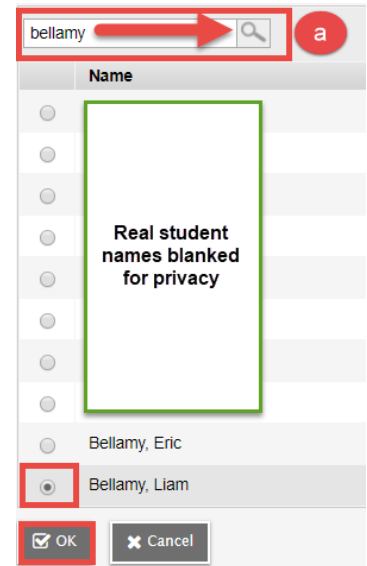 bellamy
a
Name
Real student
names blanked
for privacy
Bellamy, Eric
Bellamy, Liam
OK
Cancel